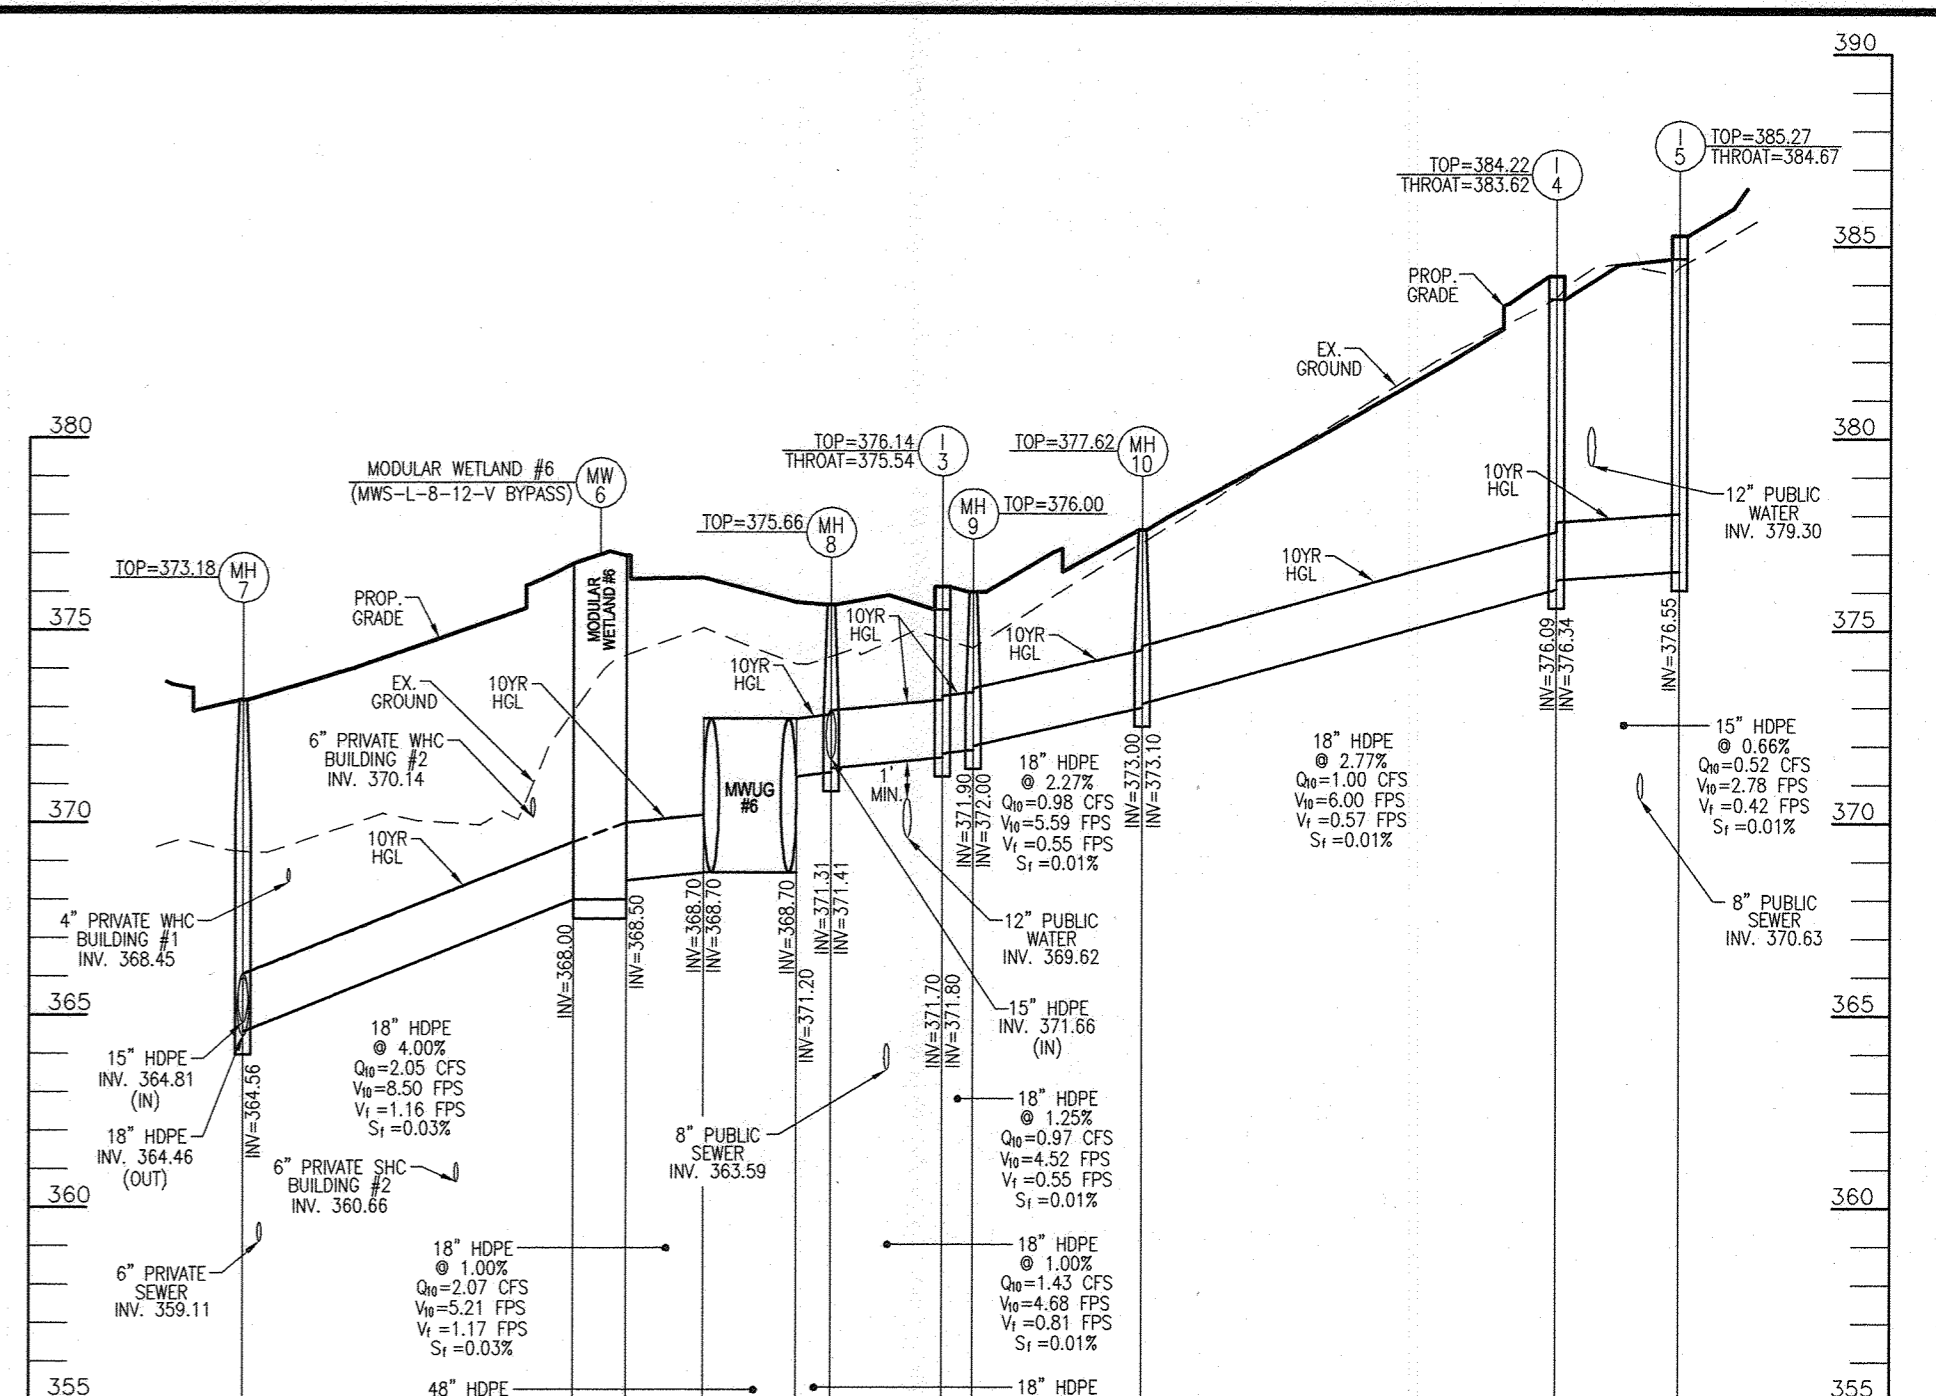 390
385
380
375
370
365
360
355
380
375
370
365
360
355
TOP=373.18
MH
7
PROP.
GRADE
MODULAR WETLAND #6
(MWS-L-8-12-V BYPASS)
MW
6
MODULAR
WETLAND #6
EX.
GROUND
10YR
HGL
6" PRIVATE WHC
BUILDING #2
INV. 370.14
10YR
HGL
4" PRIVATE WHC
BUILDING #1
INV. 368.45
15" HDPE
INV. 364.81
(IN)
18" HDPE
INV. 364.46
(OUT)
INV=364.56
18" HDPE
@ 4.00%
Q10=2.05 CFS
V10=8.50 FPS
Vf =1.16 FPS
Sf =0.03%
6" PRIVATE SHC
BUILDING #2
INV. 360.66
6" PRIVATE
SEWER
INV. 359.11
18" HDPE
@ 1.00%
Q10=2.07 CFS
V10=5.21 FPS
Vf =1.17 FPS
Sf =0.03%
48" HDPE
INV=368.00
INV=368.50
INV=368.70
INV=368.70
MWUG
#6
INV=368.70
INV=371.20
TOP=375.66
MH
8
10YR
HGL
INV=371.31
INV=371.41
8" PUBLIC
SEWER
INV. 363.59
TOP=376.14
THROAT=375.54
I
3
10YR
HGL
1'
MIN.
INV=371.70
INV=371.80
MH
9
TOP=376.00
INV=371.90
INV=372.00
10YR
HGL
18" HDPE
@ 2.27%
Q10=0.98 CFS
V10=5.59 FPS
Vf =0.55 FPS
Sf =0.01%
12" PUBLIC
WATER
INV. 369.62
15" HDPE
INV. 371.66
(IN)
18" HDPE
@ 1.25%
Q10=0.97 CFS
V10=4.52 FPS
Vf =0.55 FPS
Sf =0.01%
18" HDPE
@ 1.00%
Q10=1.43 CFS
V10=4.68 FPS
Vf =0.81 FPS
Sf =0.01%
18" HDPE
TOP=377.62
MH
10
INV=373.00
INV=373.10
EX.
GROUND
PROP.
GRADE
10YR
HGL
18" HDPE
@ 2.77%
Q10=1.00 CFS
V10=6.00 FPS
Vf =0.57 FPS
Sf =0.01%
TOP=384.22
THROAT=383.62
I
4
10YR
HGL
INV=376.09
INV=376.34
I
5
TOP=385.27
THROAT=384.67
INV=376.55
12" PUBLIC
WATER
INV. 379.30
15" HDPE
@ 0.66%
Q10=0.52 CFS
V10=2.78 FPS
Vf =0.42 FPS
Sf =0.01%
8" PUBLIC
SEWER
INV. 370.63